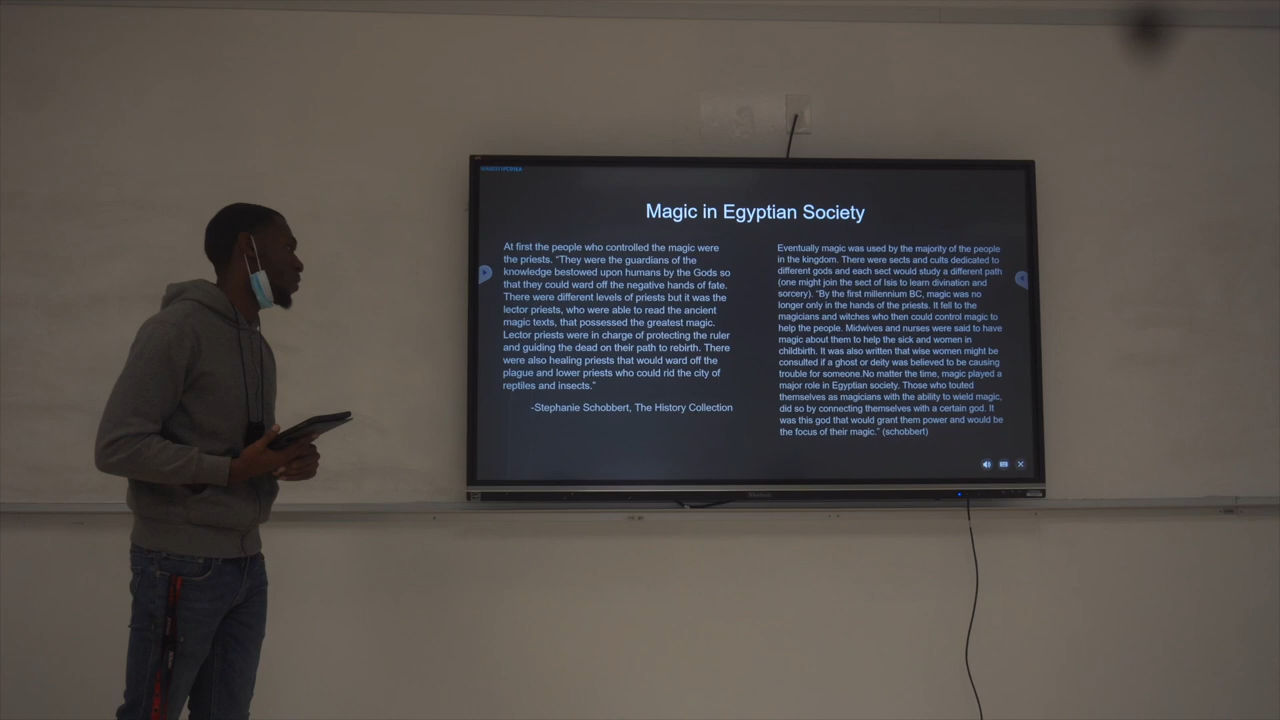 Magic in Egyptian Society
At first the people who controlled the magic were
the priests. “They were the guardians of the
knowledge bestowed upon humans by the Gods so
that they could ward off the negative hands of fate.
There were different levels of priests but it was the
lector priests, who were able to read the ancient
magic texts, that possessed the greatest magic.
Lector priests were in charge of protecting the ruler
and guiding the dead on their path to rebirth. There
were also healing priests that would ward off the
plague and lower priests who could rid the city of
reptiles and insects.”
-Stephanie Schobbert, The History Collection
Eventually magic was used by the majority of the people
in the kingdom. There were sects and cults dedicated to
different gods and each sect would study a different path
(one might join the sect of Isis to learn divination and
sorcery). “By the first millennium BC, magic was no
longer only in the hands of the priests. It fell to the
magicians and witches who then could control magic to
help the people. Midwives and nurses were said to have
magic about them to help the sick and women in
childbirth. It was also written that wise women might be
consulted if a ghost or deity was believed to be causing
trouble for someone.No matter the time, magic played a
major role in Egyptian society. Those who touted
themselves as magicians with the ability to wield magic,
did so by connecting themselves with a certain god. It
was this god that would grant them power and would be
the focus of their magic.” (schobbert)